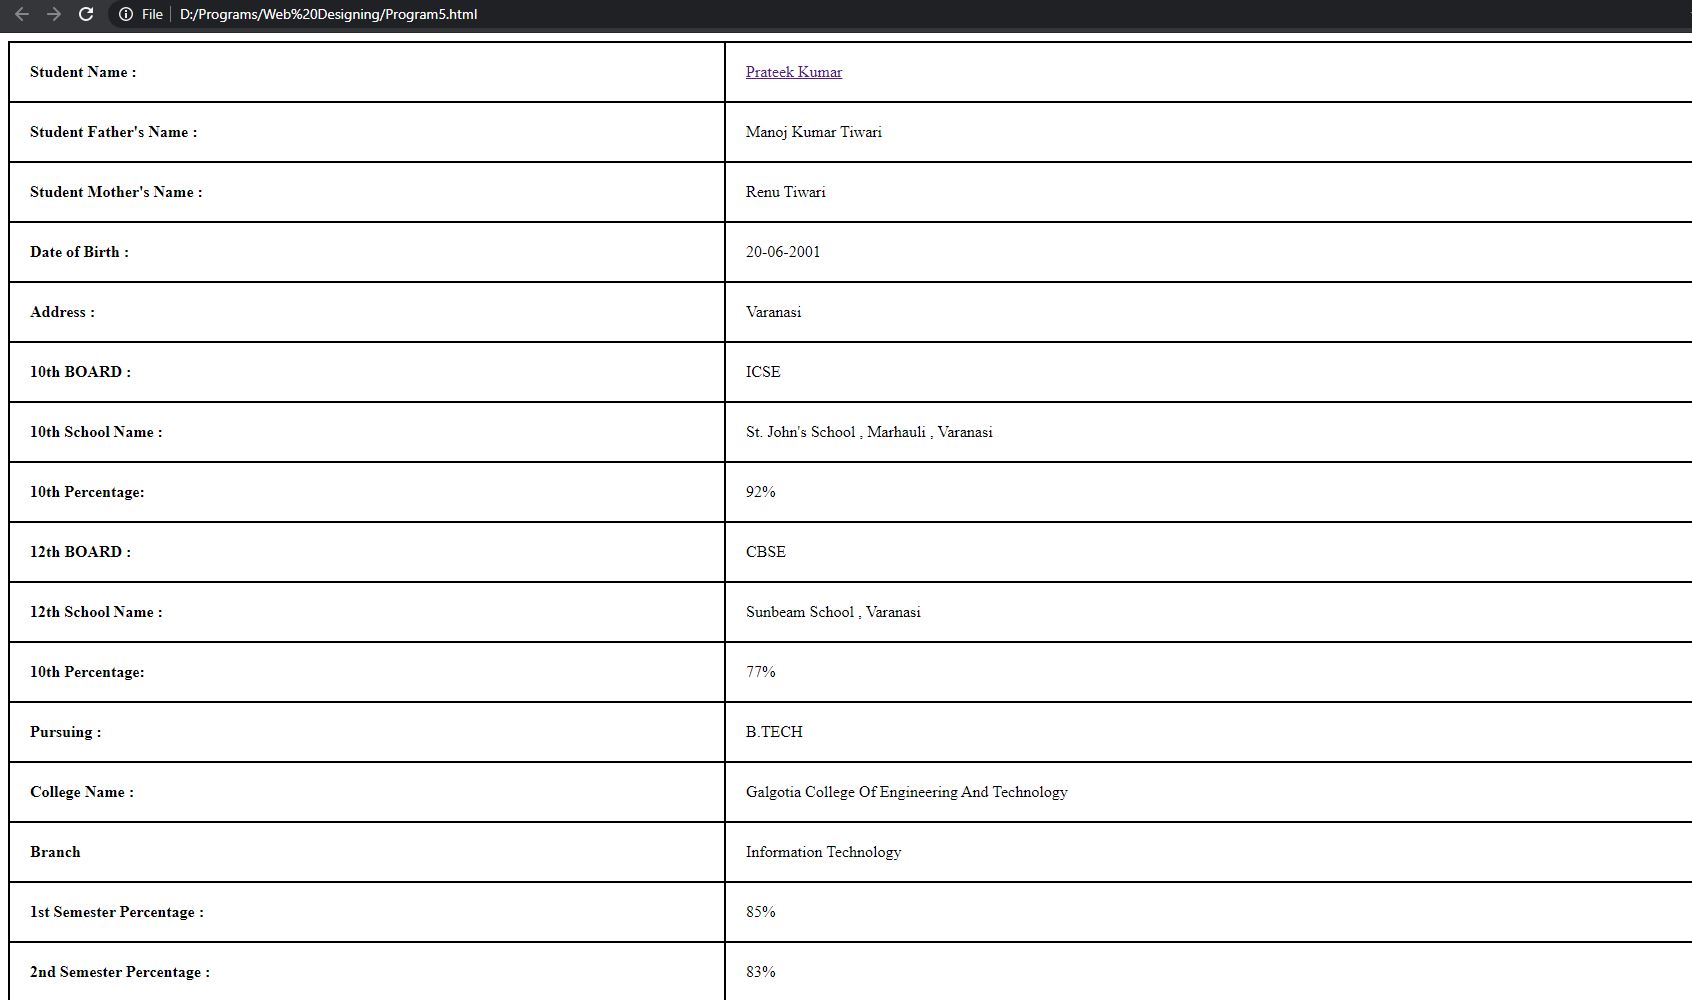 File D:/Programs/Web%20Designing/Program5.html
Student Name : Prateek Kumar
Student Father's Name : Manoj Kumar Tiwari
Student Mother's Name : Renu Tiwari
Date of Birth : 20-06-2001
Address : Varanasi
10th BOARD : ICSE
10th School Name : St. John's School , Marhauli , Varanasi
10th Percentage: 92%
12th BOARD : CBSE
12th School Name : Sunbeam School , Varanasi
10th Percentage: 77%
Pursuing : B.TECH
College Name : Galgotia College Of Engineering And Technology
Branch Information Technology
1st Semester Percentage : 85%
2nd Semester Percentage : 83%